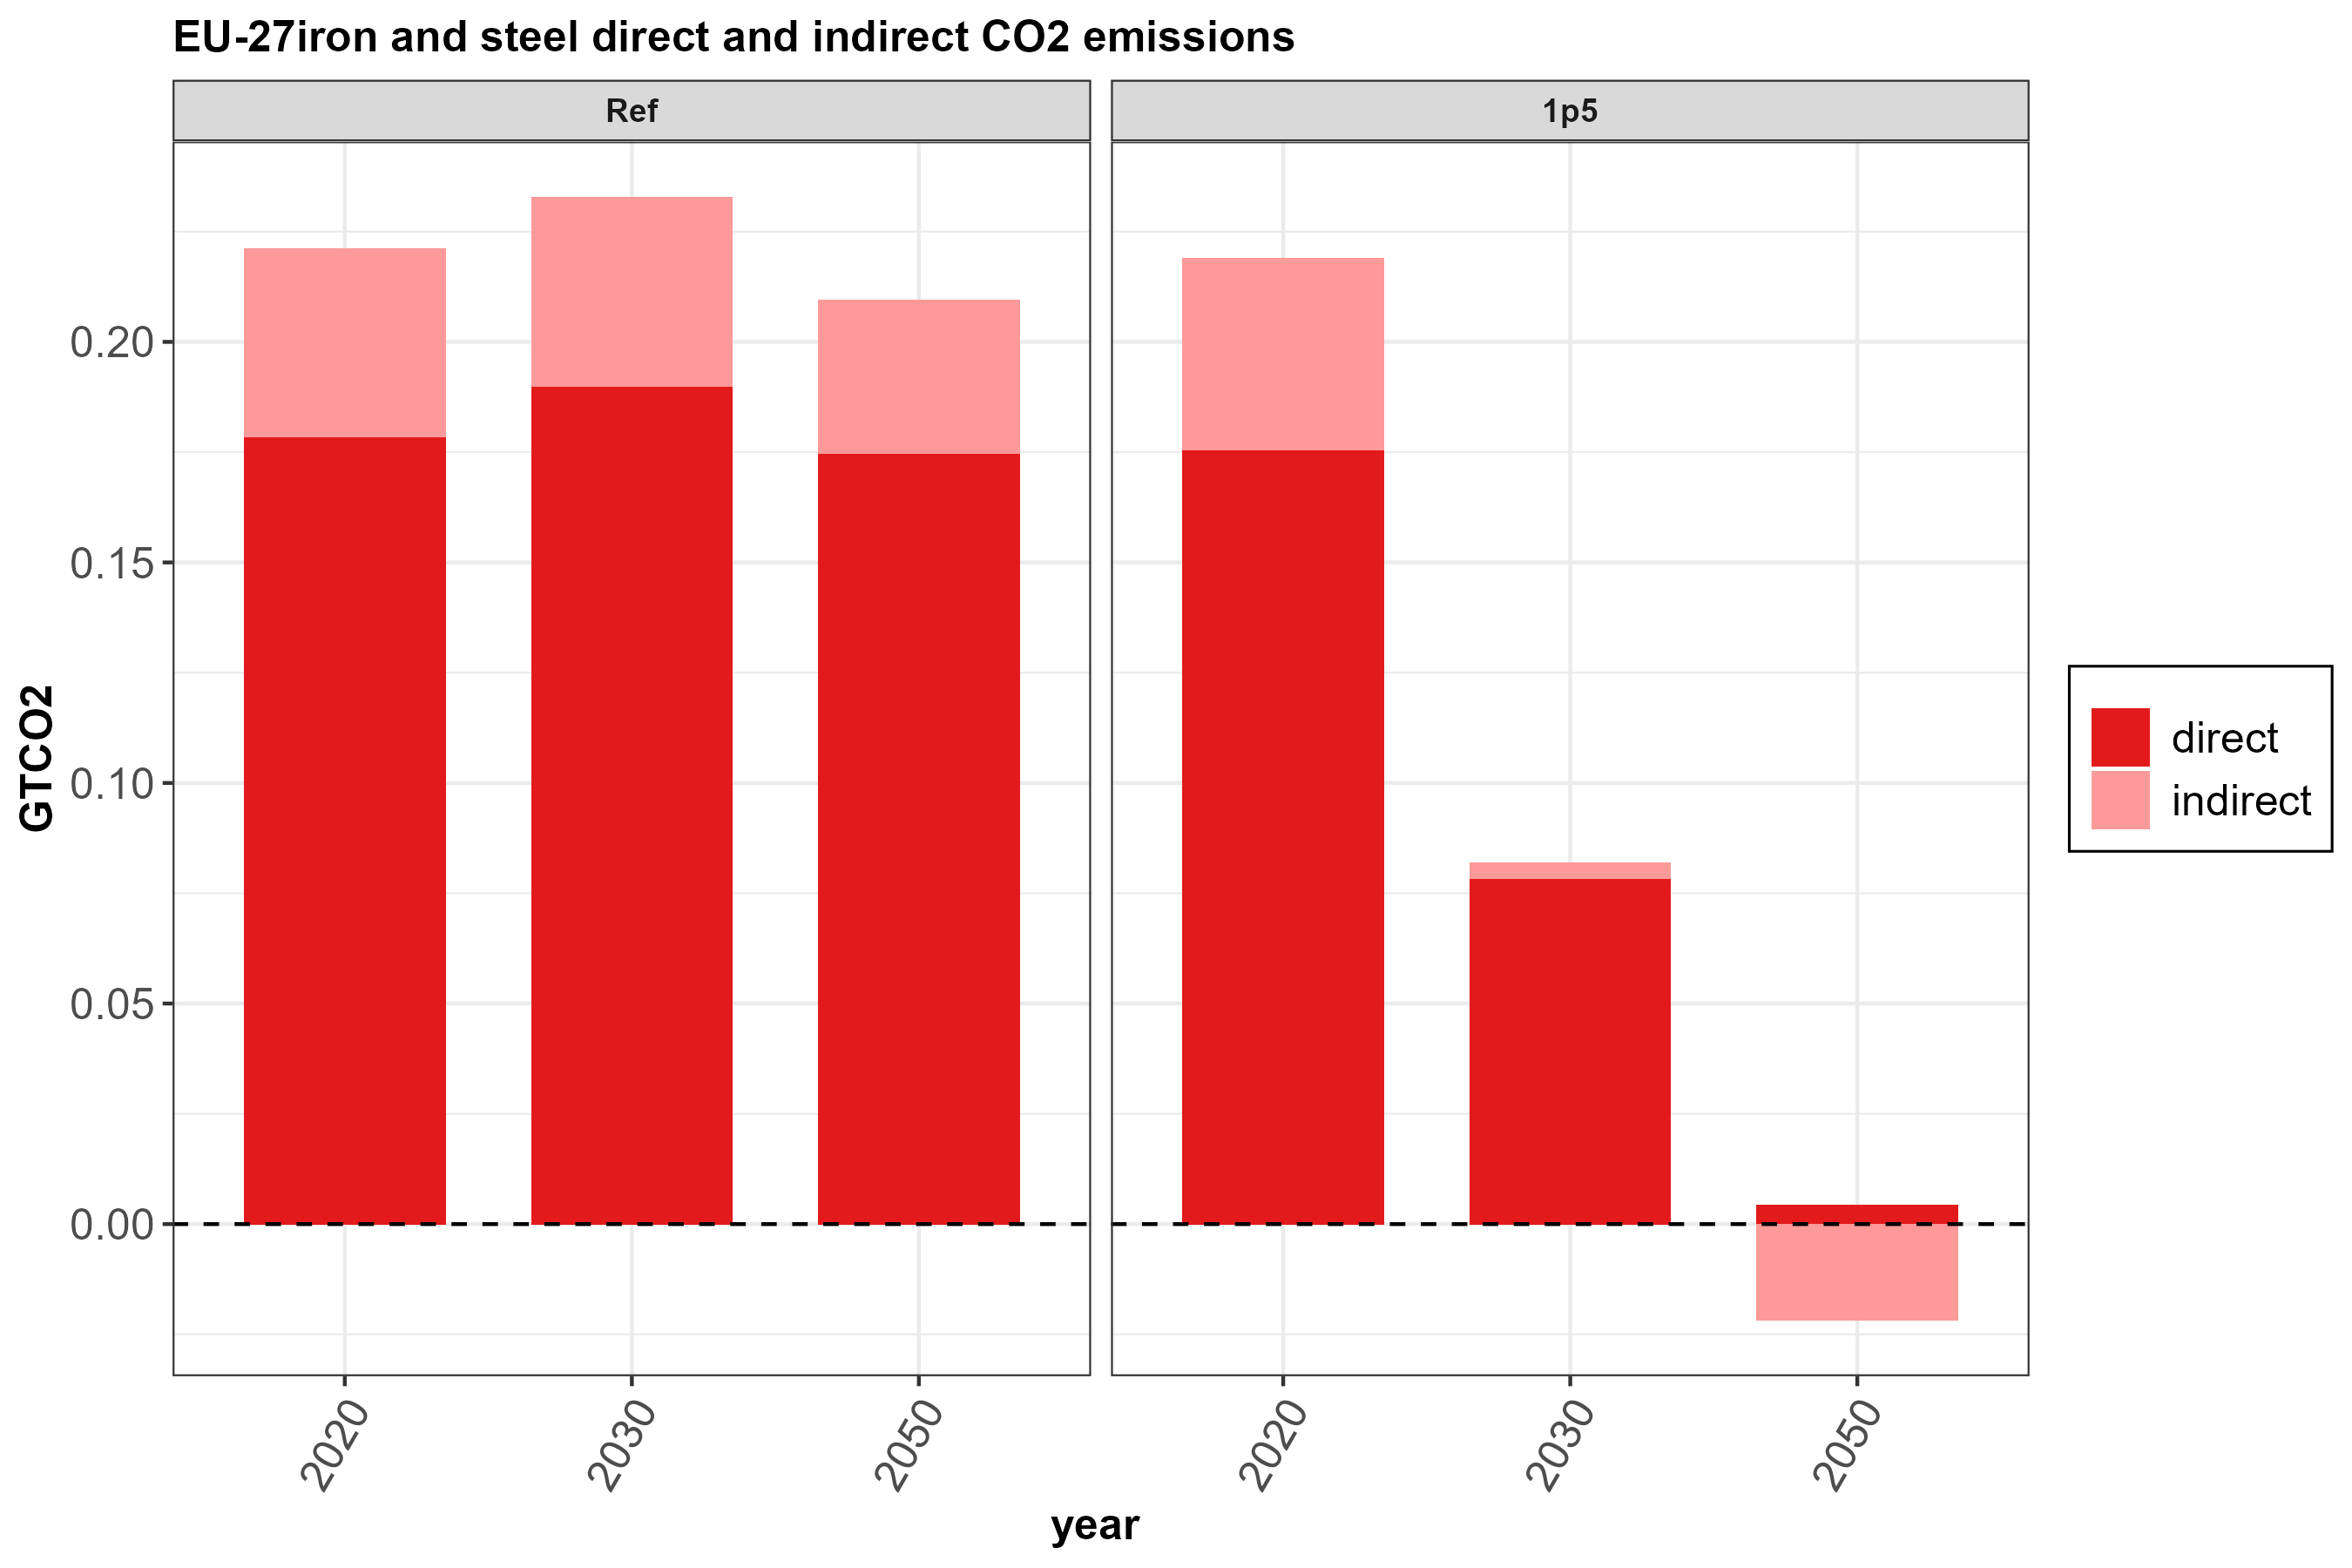 EU-27iron and steel direct and indirect CO2 emissions
Ref
1p5
GTCO2
0.20
0.15
0.10
0.05
0.00
2020
2030
2050
2020
2030
2050
year
direct
indirect